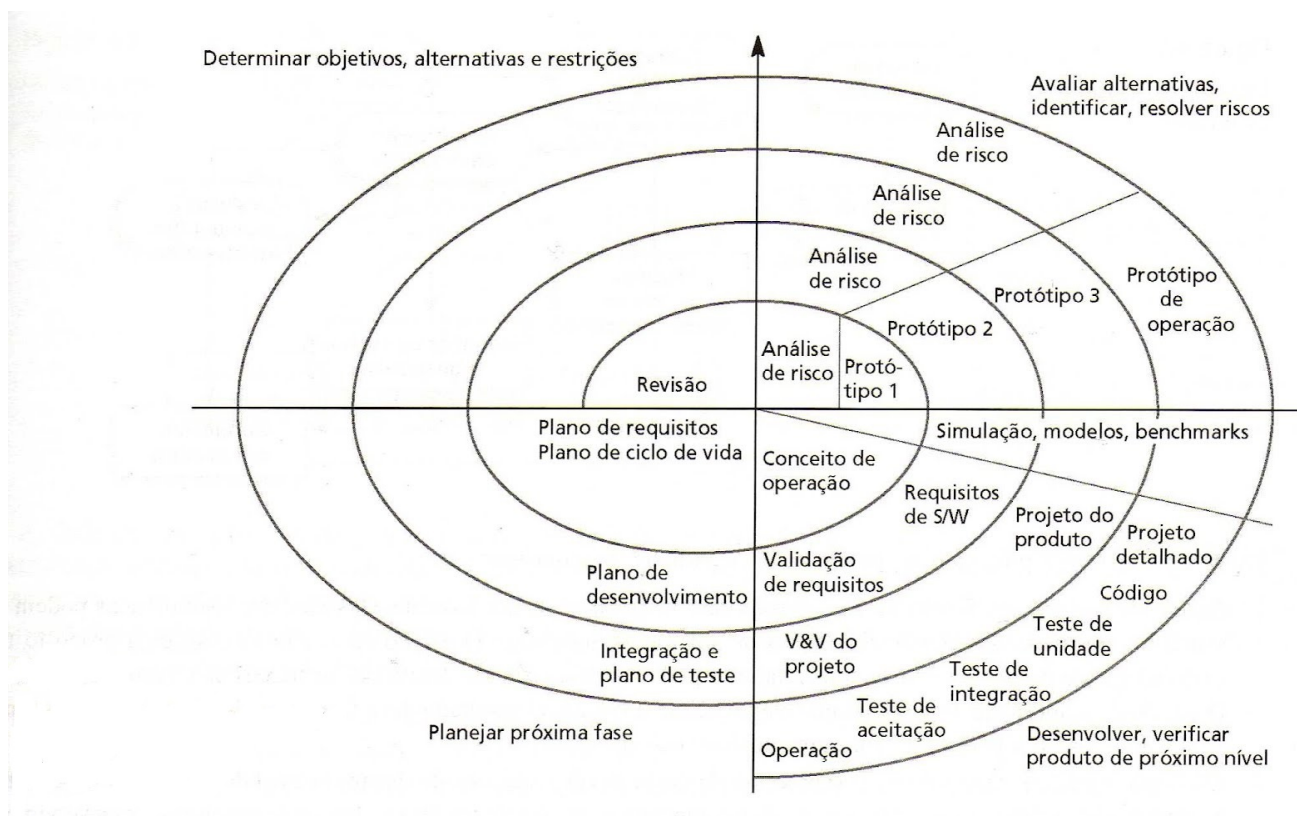 Determinar objetivos, alternativas e restrições
Avaliar alternativas,
identificar, resolver riscos
Análise
de risco
Análise
de risco
Análise
de risco
Protótipo
de
operação
Protótipo 3
Protótipo 2
Análise
de risco
Protó-
tipo 1
Revisão
Plano de requisitos
Plano de ciclo de vida
Simulação, modelos, benchmarks
Conceito de
operação
Requisitos
de S/W
Projeto do
produto
Projeto
detalhado
Plano de
desenvolvimento
Validação
de requisitos
Código
Teste de
unidade
Integração e
plano de teste
V&V do
projeto
Teste de
integração
Teste de
aceitação
Planejar próxima fase
Operação
Desenvolver, verificar
produto de próximo nível